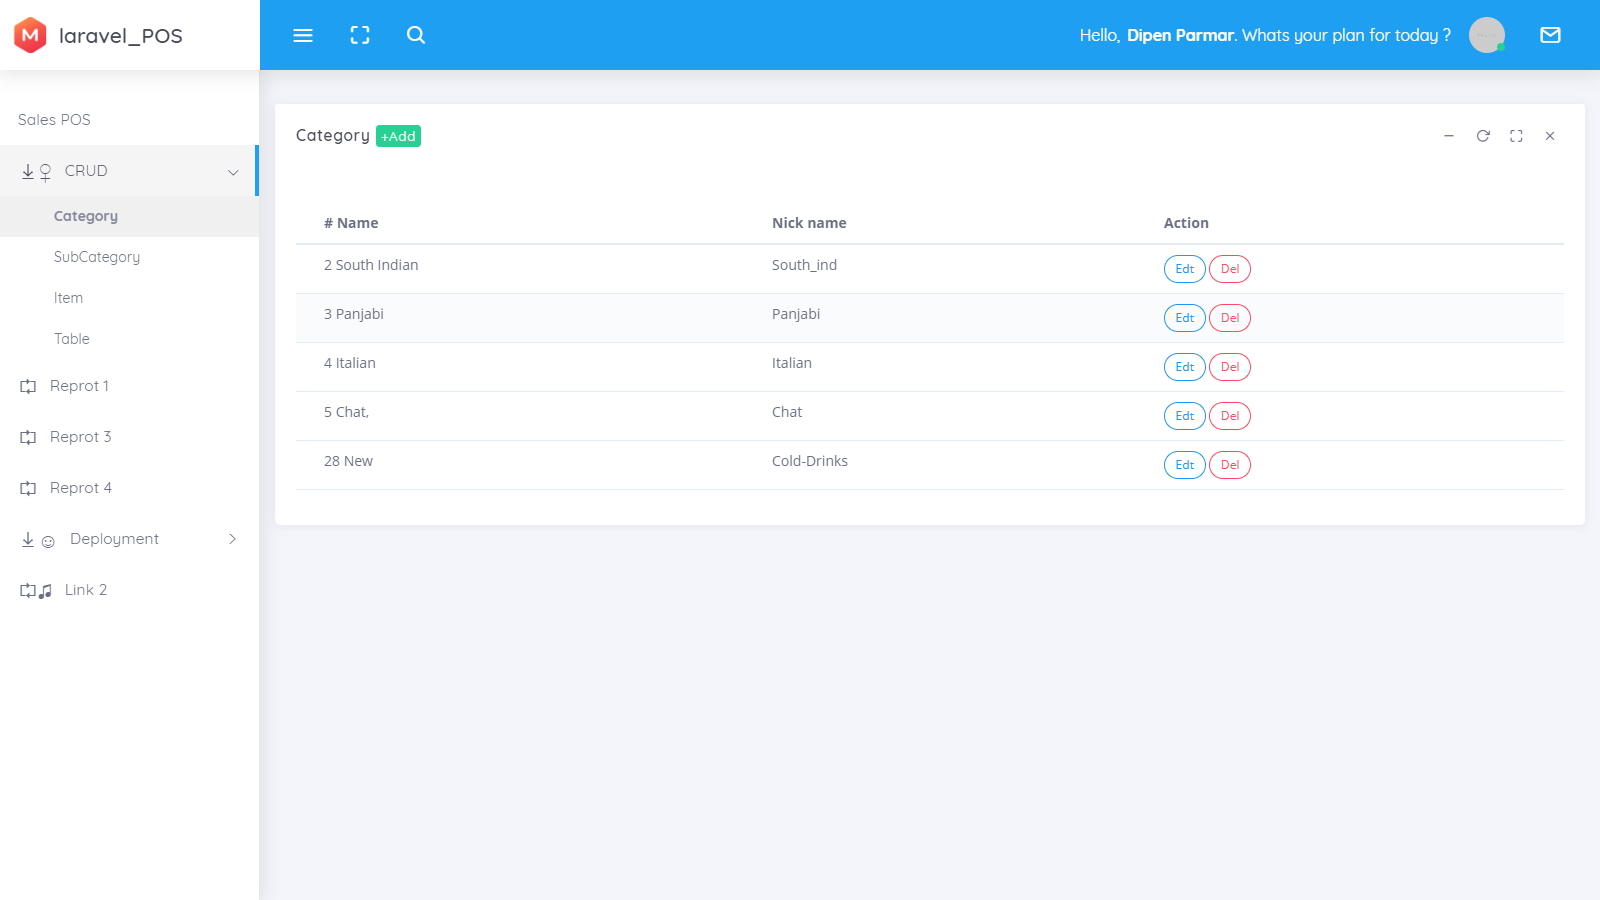 M laravel_POS
Hello, Dipen Parmar. Whats your plan for today ?
Sales POS
CRUD
Category
SubCategory
Item
Table
Reprot 1
Reprot 3
Reprot 4
Deployment
Link 2
Category +Add
# Name Nick name Action
2 South Indian South_ind Edt Del
3 Panjabi Panjabi Edt Del
4 Italian Italian Edt Del
5 Chat, Chat Edt Del
28 New Cold-Drinks Edt Del